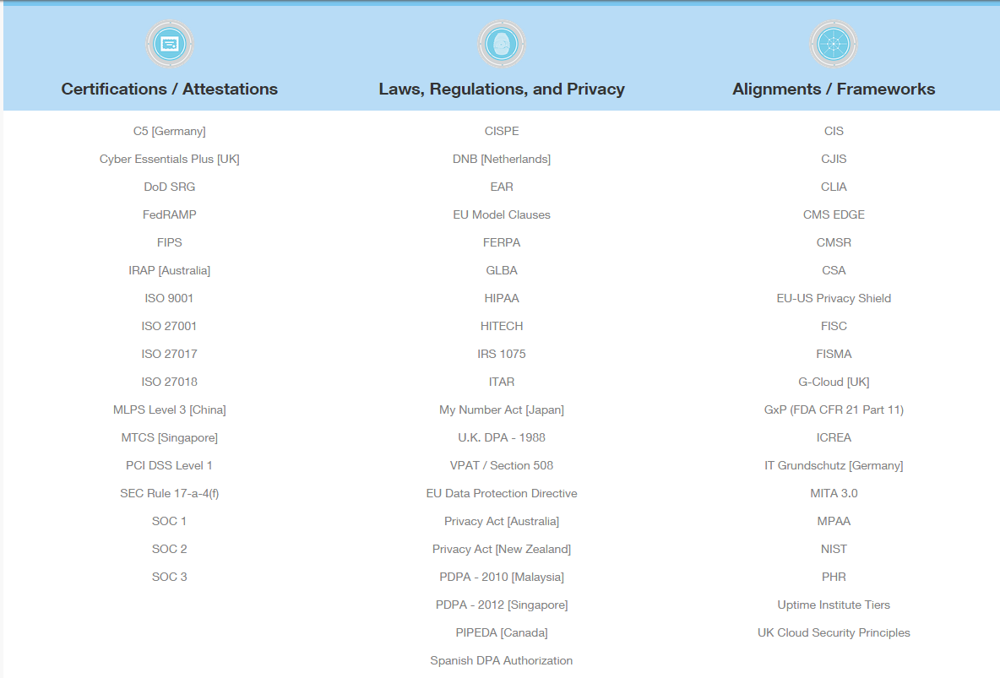 Certifications / Attestations
C5 [Germany]
Cyber Essentials Plus [UK]
DoD SRG
FedRAMP
FIPS
IRAP [Australia]
ISO 9001
ISO 27001
ISO 27017
ISO 27018
MLPS Level 3 [China]
MTCS [Singapore]
PCI DSS Level 1
SEC Rule 17-a-4(f)
SOC 1
SOC 2
SOC 3
Laws, Regulations, and Privacy
CISPE
DNB [Netherlands]
EAR
EU Model Clauses
FERPA
GLBA
HIPAA
HITECH
IRS 1075
ITAR
My Number Act [Japan]
U.K. DPA - 1988
VPAT / Section 508
EU Data Protection Directive
Privacy Act [Australia]
Privacy Act [New Zealand]
PDPA - 2010 [Malaysia]
PDPA - 2012 [Singapore]
PIPEDA [Canada]
Spanish DPA Authorization
Alignments / Frameworks
CIS
CJIS
CLIA
CMS EDGE
CMSR
CSA
EU-US Privacy Shield
FISC
FISMA
G-Cloud [UK]
GxP (FDA CFR 21 Part 11)
ICREA
IT Grundschutz [Germany]
MITA 3.0
MPAA
NIST
PHR
Uptime Institute Tiers
UK Cloud Security Principles